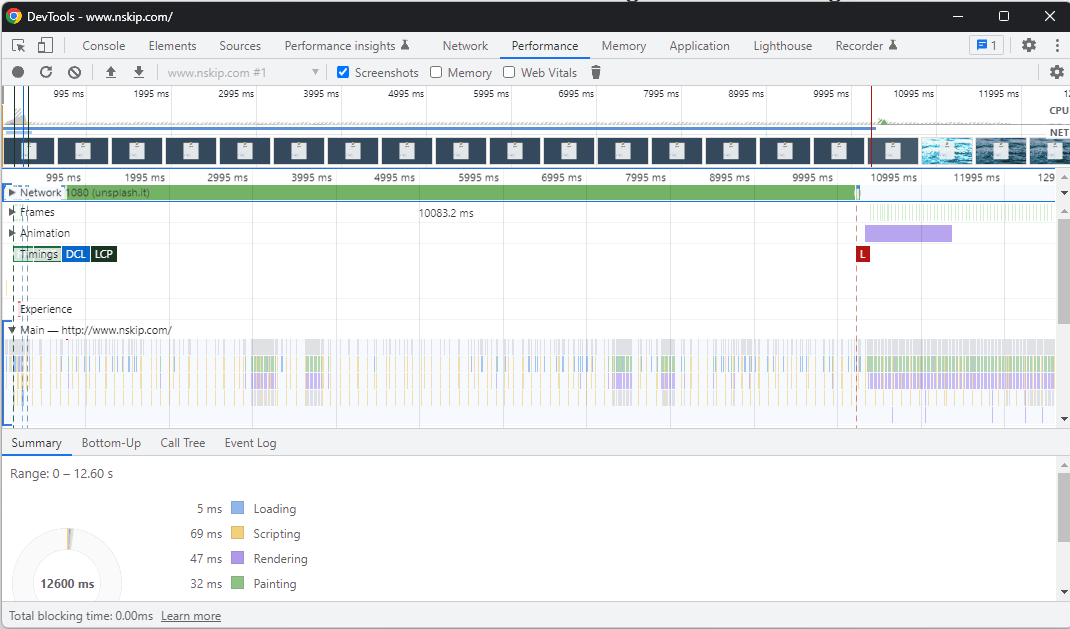 DevTools - www.nskip.com/
Console Elements Sources Performance insights Network Performance Memory Application Lighthouse Recorder 1
www.nskip.com #1 Screenshots Memory Web Vitals
995 ms 1995 ms 2995 ms 3995 ms 4995 ms 5995 ms 6995 ms 7995 ms 8995 ms 9995 ms 10995 ms 11995 ms 12
CPU
NET
995 ms 1995 ms 2995 ms 3995 ms 4995 ms 5995 ms 6995 ms 7995 ms 8995 ms 9995 ms 10995 ms 11995 ms 129
Network 1080 (unsplash.it)
Frames 10083.2 ms
Animation
Timings DCL LCP L
Experience
Main — http://www.nskip.com/
Summary Bottom-Up Call Tree Event Log
Range: 0 – 12.60 s
5 ms Loading
69 ms Scripting
47 ms Rendering
12600 ms 32 ms Painting
Total blocking time: 0.00ms Learn more